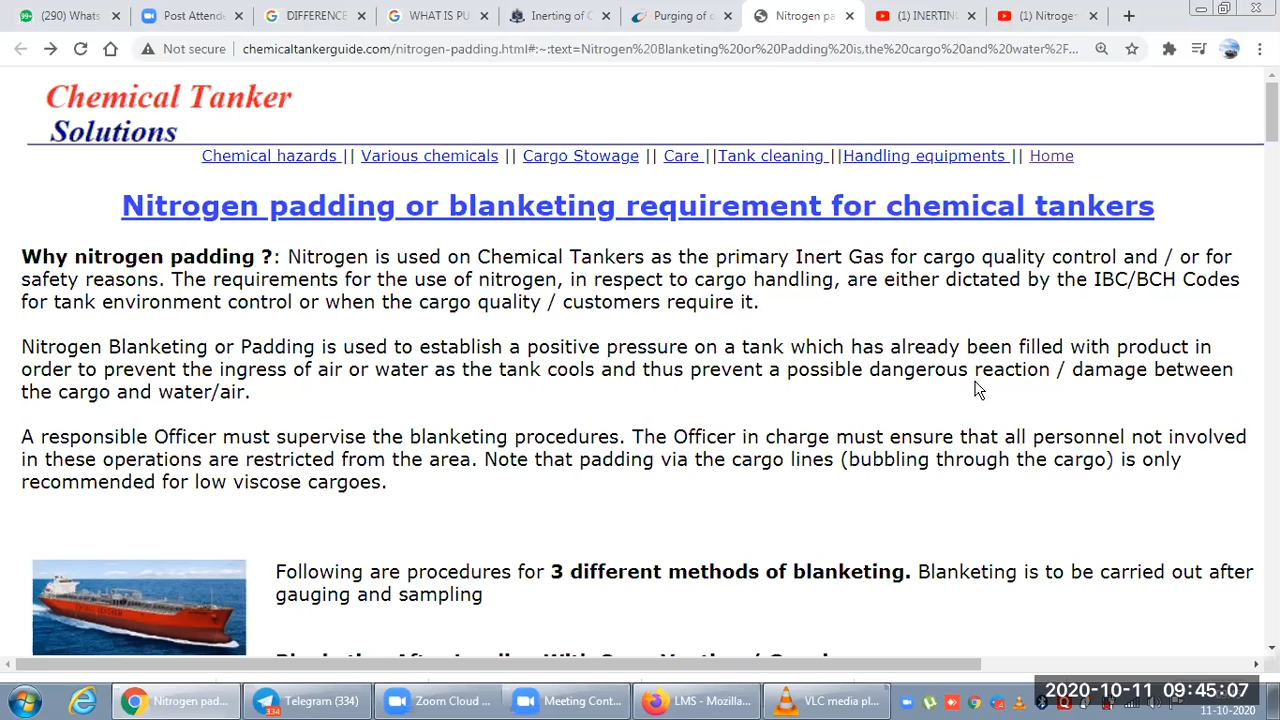 (290) Whats
Post Attend
DIFFERENCE
WHAT IS PU
Inerting of C
Purging o
Nitrogen pa
(1) INERTIN
(1) Nitroge
Not secure
chemicaltankerguide.com/nitrogen-padding.html#:~:text=Nitrogen%20Blanketing%20or%20Padding%20is,the%20cargo%20and%20water%2F...
Chemical Tanker
Solutions
Chemical hazards || Various chemicals || Cargo Stowage || Care ||Tank cleaning ||Handling equipments || Home
Nitrogen padding or blanketing requirement for chemical tankers
Why nitrogen padding ?: Nitrogen is used on Chemical Tankers as the primary Inert Gas for cargo quality control and / or for
safety reasons. The requirements for the use of nitrogen, in respect to cargo handling, are either dictated by the IBC/BCH Codes
for tank environment control or when the cargo quality / customers require it.
Nitrogen Blanketing or Padding is used to establish a positive pressure on a tank which has already been filled with product in
order to prevent the ingress of air or water as the tank cools and thus prevent a possible dangerous reaction / damage between
the cargo and water/air.
A responsible Officer must supervise the blanketing procedures. The Officer in charge must ensure that all personnel not involved
in these operations are restricted from the area. Note that padding via the cargo lines (bubbling through the cargo) is only
recommended for low viscose cargoes.
Following are procedures for 3 different methods of blanketing. Blanketing is to be carried out after
gauging and sampling
Nitrogen pad...
Telegram (334)
334
Zoom Cloud ...
Meeting Cont...
LMS - Mozilla...
VLC media pl...
2020-10-11 09:45:07
11-10-2020